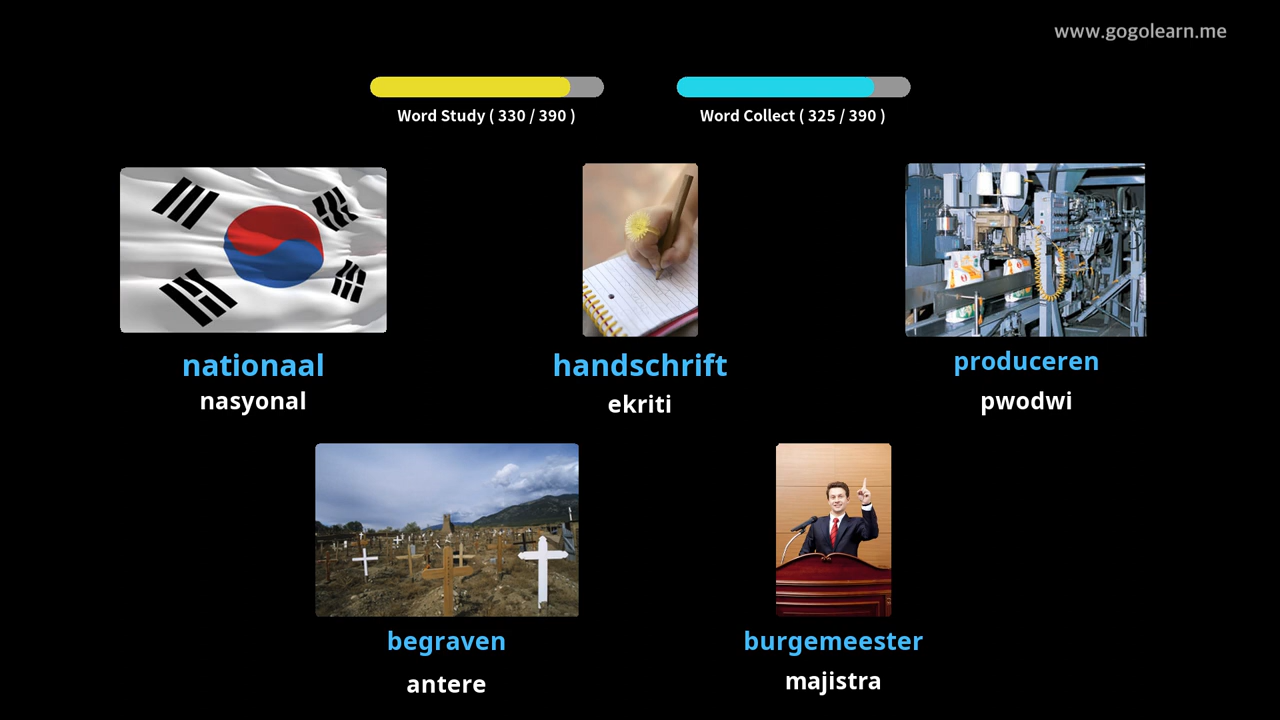 www.gogolearn.me
Word Study ( 330 / 390 )
Word Collect ( 325 / 390 )
nationaal
nasyonal
handschrift
ekriti
produceren
pwodwi
begraven
antere
burgemeester
majistra